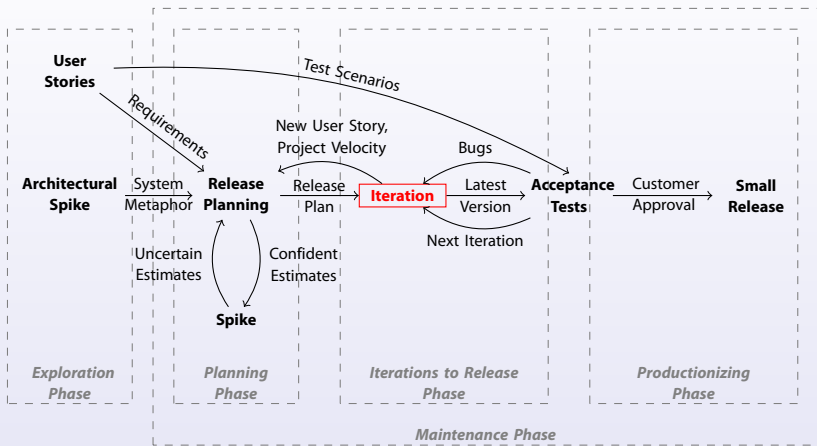 User
Stories
Test Scenarios
Requirements
New User Story,
Project Velocity
Bugs
Architectural
Spike
System
Metaphor
Release
Planning
Release
Plan
Iteration
Latest
Version
Acceptance
Tests
Customer
Approval
Small
Release
Next Iteration
Uncertain
Estimates
Confident
Estimates
Spike
Exploration
Phase
Planning
Phase
Iterations to Release
Phase
Productionizing
Phase
Maintenance Phase